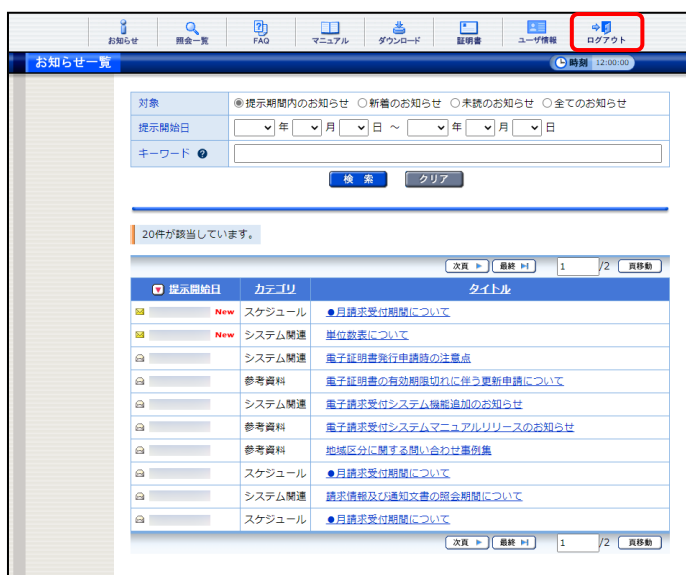 お知らせ 照会一覧 FAQ マニュアル ダウンロード 証明書 ユーザ情報 ログアウト
お知らせ一覧 時刻 12:00:00
対象 提示期間内のお知らせ 新着のお知らせ 未読のお知らせ 全てのお知らせ
提示開始日 年 月 日 ～ 年 月 日
キーワード ?
検 索 クリア
20件が該当しています。
次頁 最終 1 /2 頁移動
提示開始日 カテゴリ タイトル
New スケジュール ●月請求受付期間について
New システム関連 単位数表について
システム関連 電子証明書発行申請時の注意点
参考資料 電子証明書の有効期限切れに伴う更新申請について
システム関連 電子請求受付システム機能追加のお知らせ
参考資料 電子請求受付システムマニュアルリリースのお知らせ
参考資料 地域区分に関する問い合わせ事例集
スケジュール ●月請求受付期間について
システム関連 請求情報及び通知文書の照会期間について
スケジュール ●月請求受付期間について
次頁 最終 1 /2 頁移動